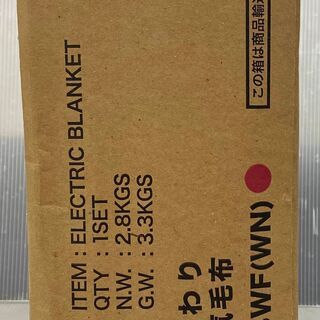 ITEM : ELECTRIC BLANKET
QTY : 1SET
N.W. : 2.8KGS
G.W. : 3.3KGS
わり
毛布
WF(WN)
この箱は商品輸送